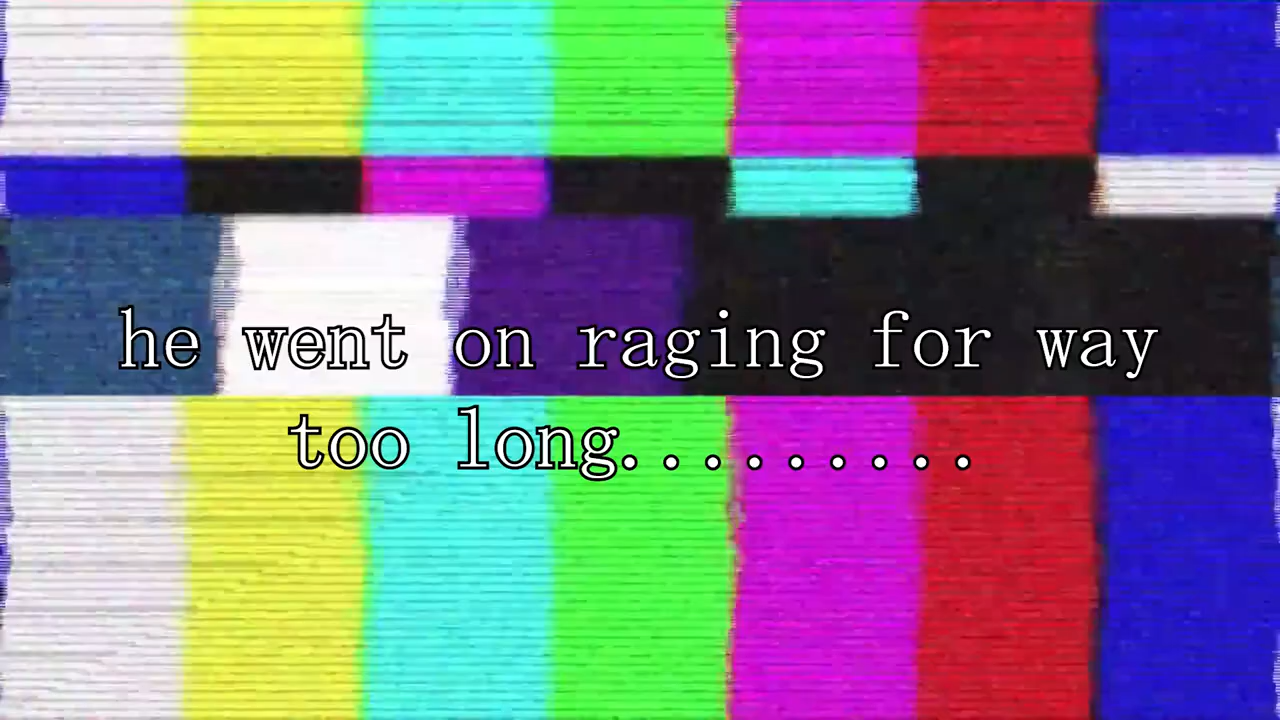 he went on raging for way
too long.........